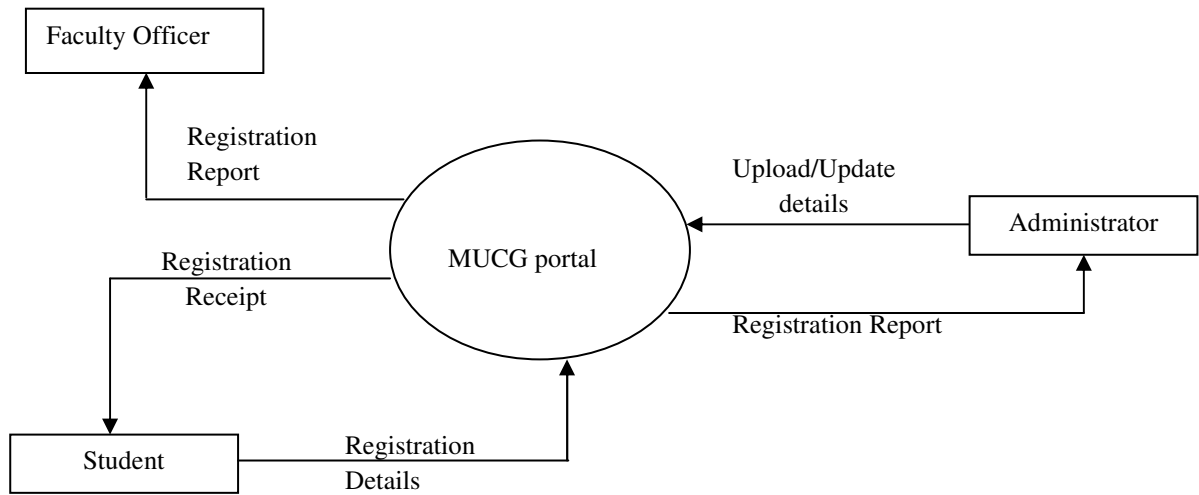 Faculty Officer
Registration
Report
Upload/Update
details
Administrator
Registration
Receipt
MUCG portal
Registration Report
Student
Registration
Details